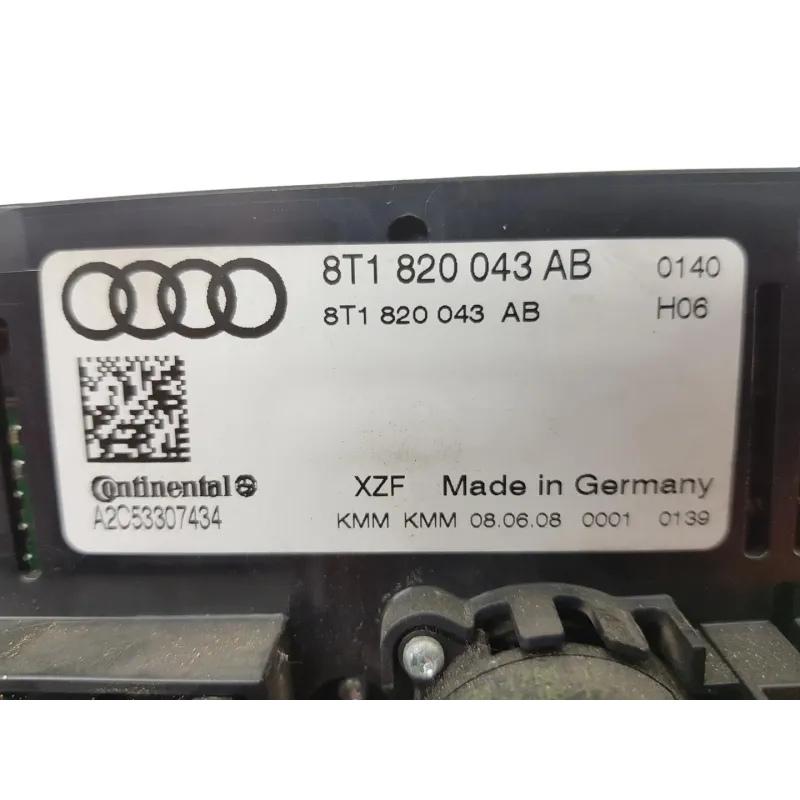 8T1 820 043 AB 0140
8T1 820 043 AB H06
Continental XZF Made in Germany
A2C53307434 KMM KMM 08.06.08 0001 0139